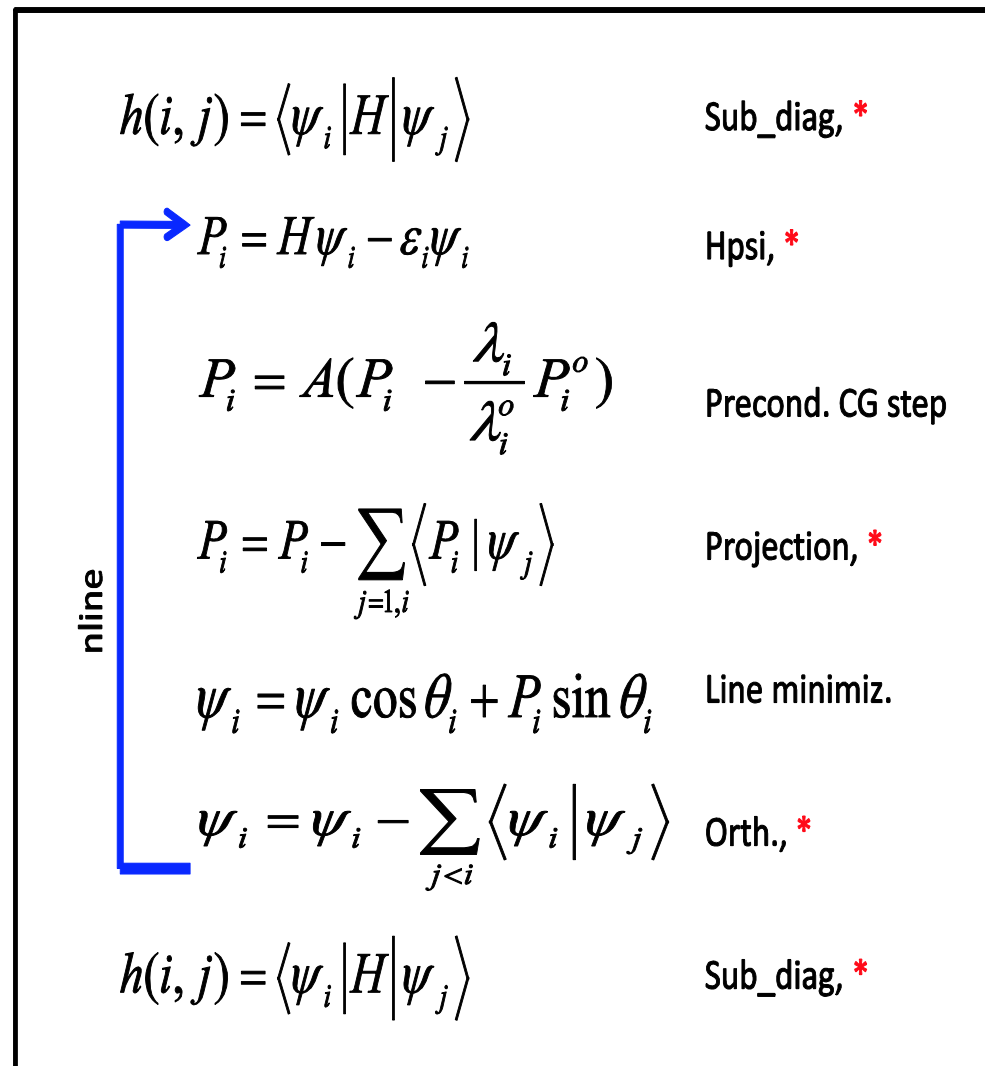 h(i, j) = ⟨ψ_i|H|ψ_j⟩ Sub_diag, *
P_i = Hψ_i − ε_iψ_i Hpsi, *
P_i = A(P_i − \frac{λ_i}{λ_i^o} P_i^o) Precond. CG step
P_i = P_i − ∑_{j=1,i} ⟨P_i | ψ_j⟩ Projection, *
nline
ψ_i = ψ_i cos θ_i + P_i sin θ_i Line minimiz.
ψ_i = ψ_i − ∑_{j<i} ⟨ψ_i|ψ_j⟩ Orth., *
h(i, j) = ⟨ψ_i|H|ψ_j⟩ Sub_diag, *